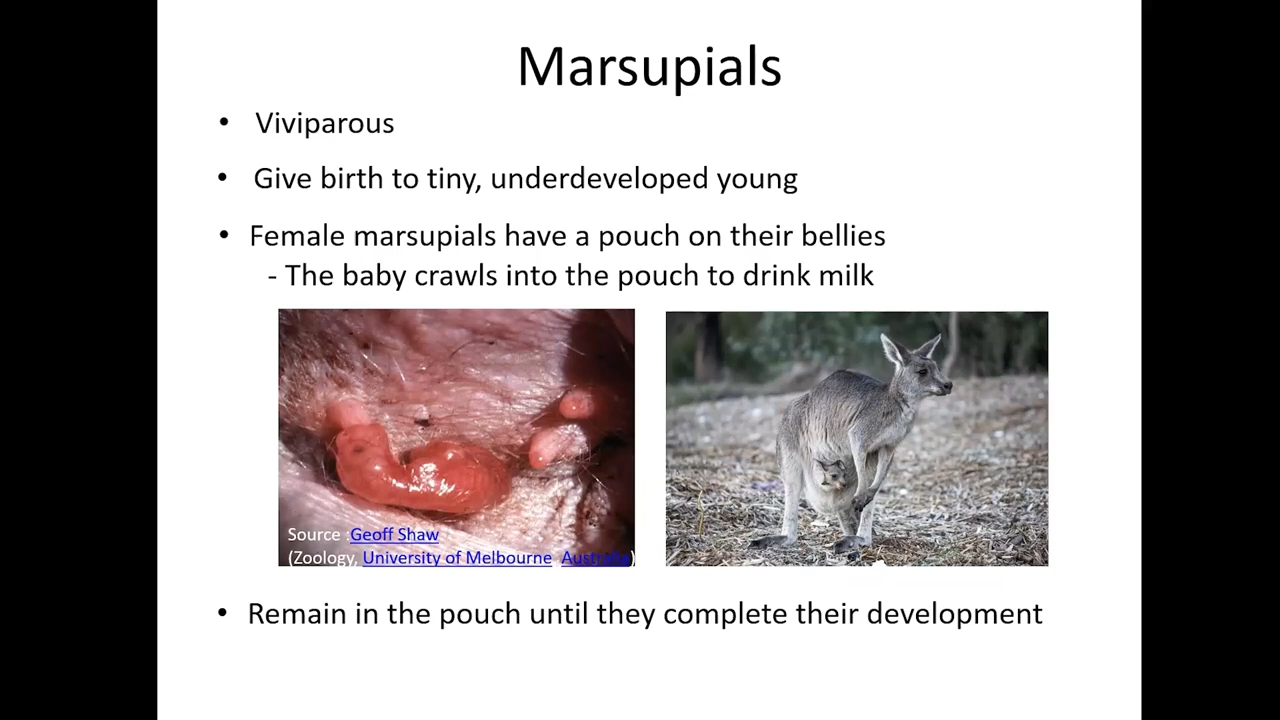 Marsupials
• Viviparous
• Give birth to tiny, underdeveloped young
• Female marsupials have a pouch on their bellies
- The baby crawls into the pouch to drink milk
Source :Geoff Shaw
(Zoology, University of Melbourne Australia)
• Remain in the pouch until they complete their development